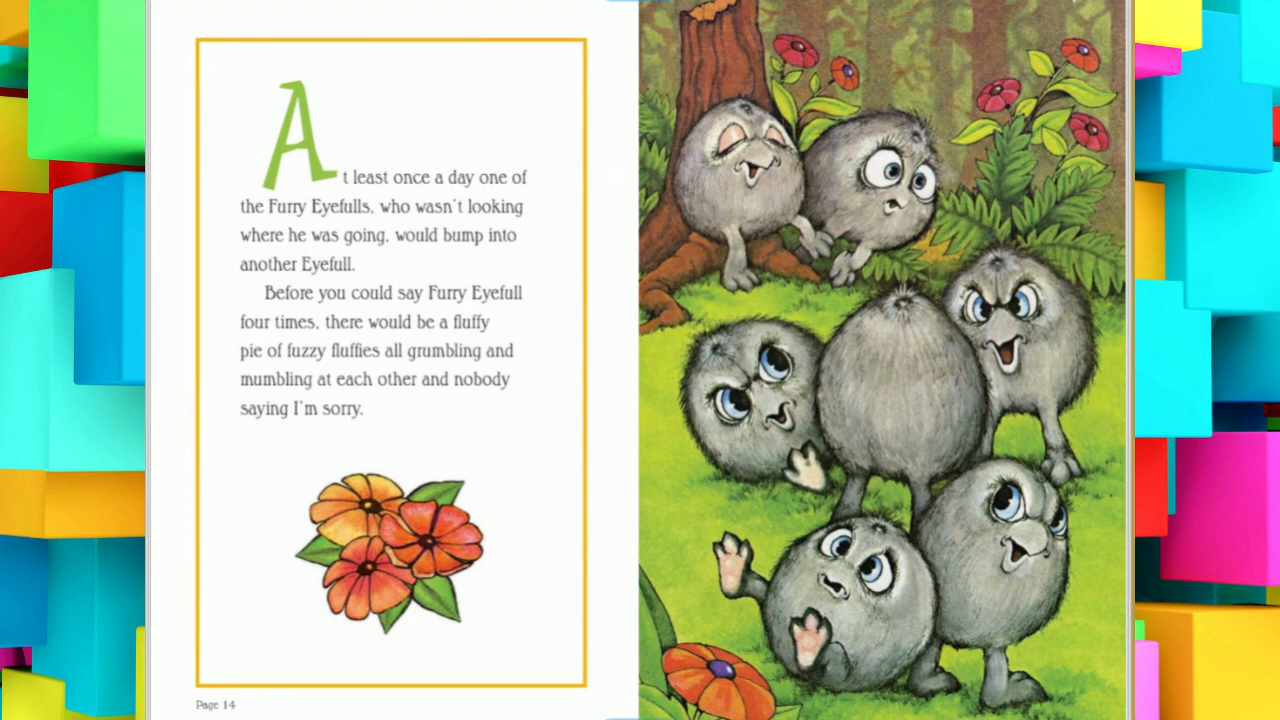 At least once a day one of
the Furry Eyefulls, who wasn't looking
where he was going, would bump into
another Eyefull.
Before you could say Furry Eyefull
four times, there would be a fluffy
pie of fuzzy fluffies all grumbling and
mumbling at each other and nobody
saying I'm sorry.
Page 14